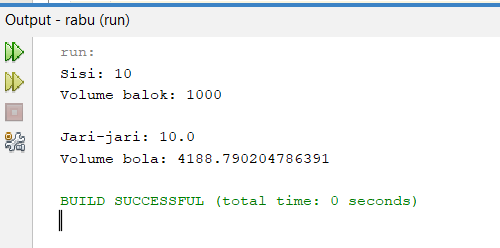 Output - rabu (run)
run:
Sisi: 10
Volume balok: 1000
Jari-jari: 10.0
Volume bola: 4188.790204786391
BUILD SUCCESSFUL (total time: 0 seconds)